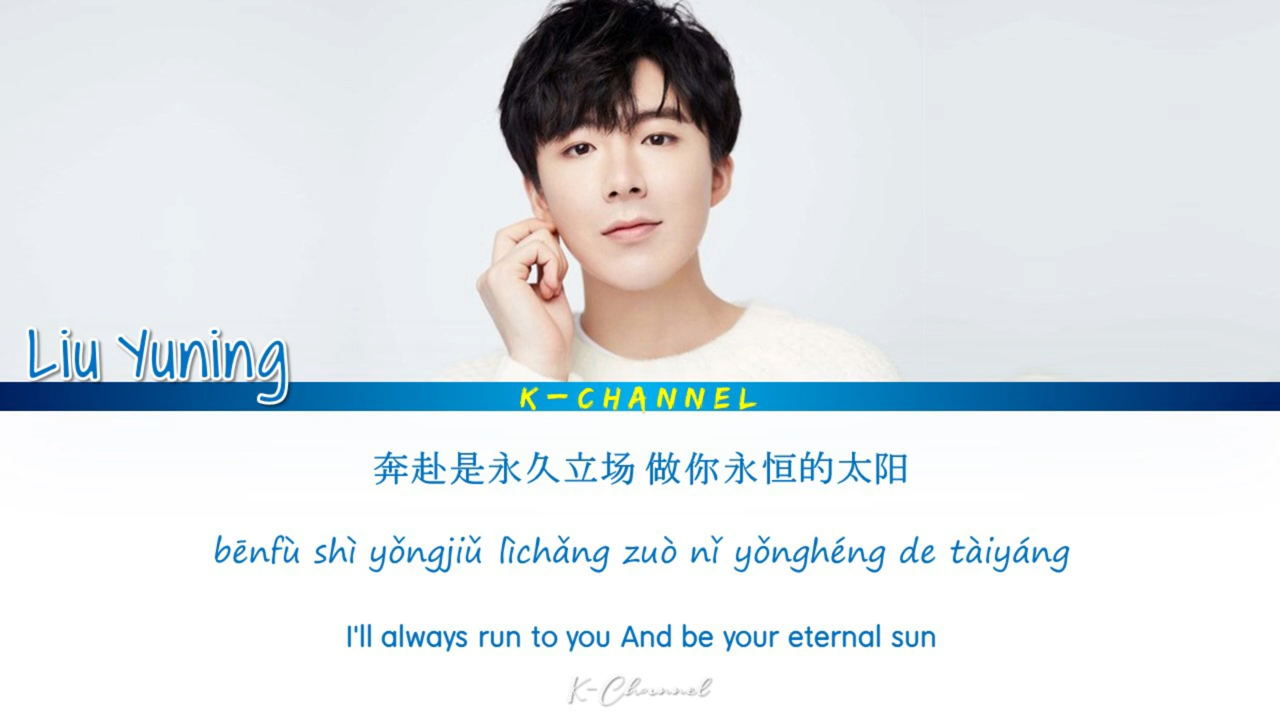 Liu Yuning
K-CHANNEL
奔赴是永久立场 做你永恒的太阳
bēnfù shì yǒngjiǔ lìchǎng zuò nǐ yǒnghéng de tàiyáng
I'll always run to you And be your eternal sun
K-Channel